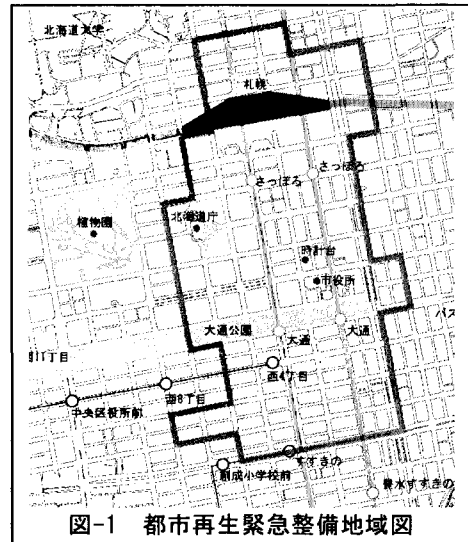 北海道大学
札幌
さっぽろ
さっぽろ
植物園
北海道庁
時計台
市役所
大通公園
大通
大通
バス
西11丁目
西4丁目
西8丁目
中央区役所前
すすきの
創成小学校前
豊水すすきの
図-1 都市再生緊急整備地域図